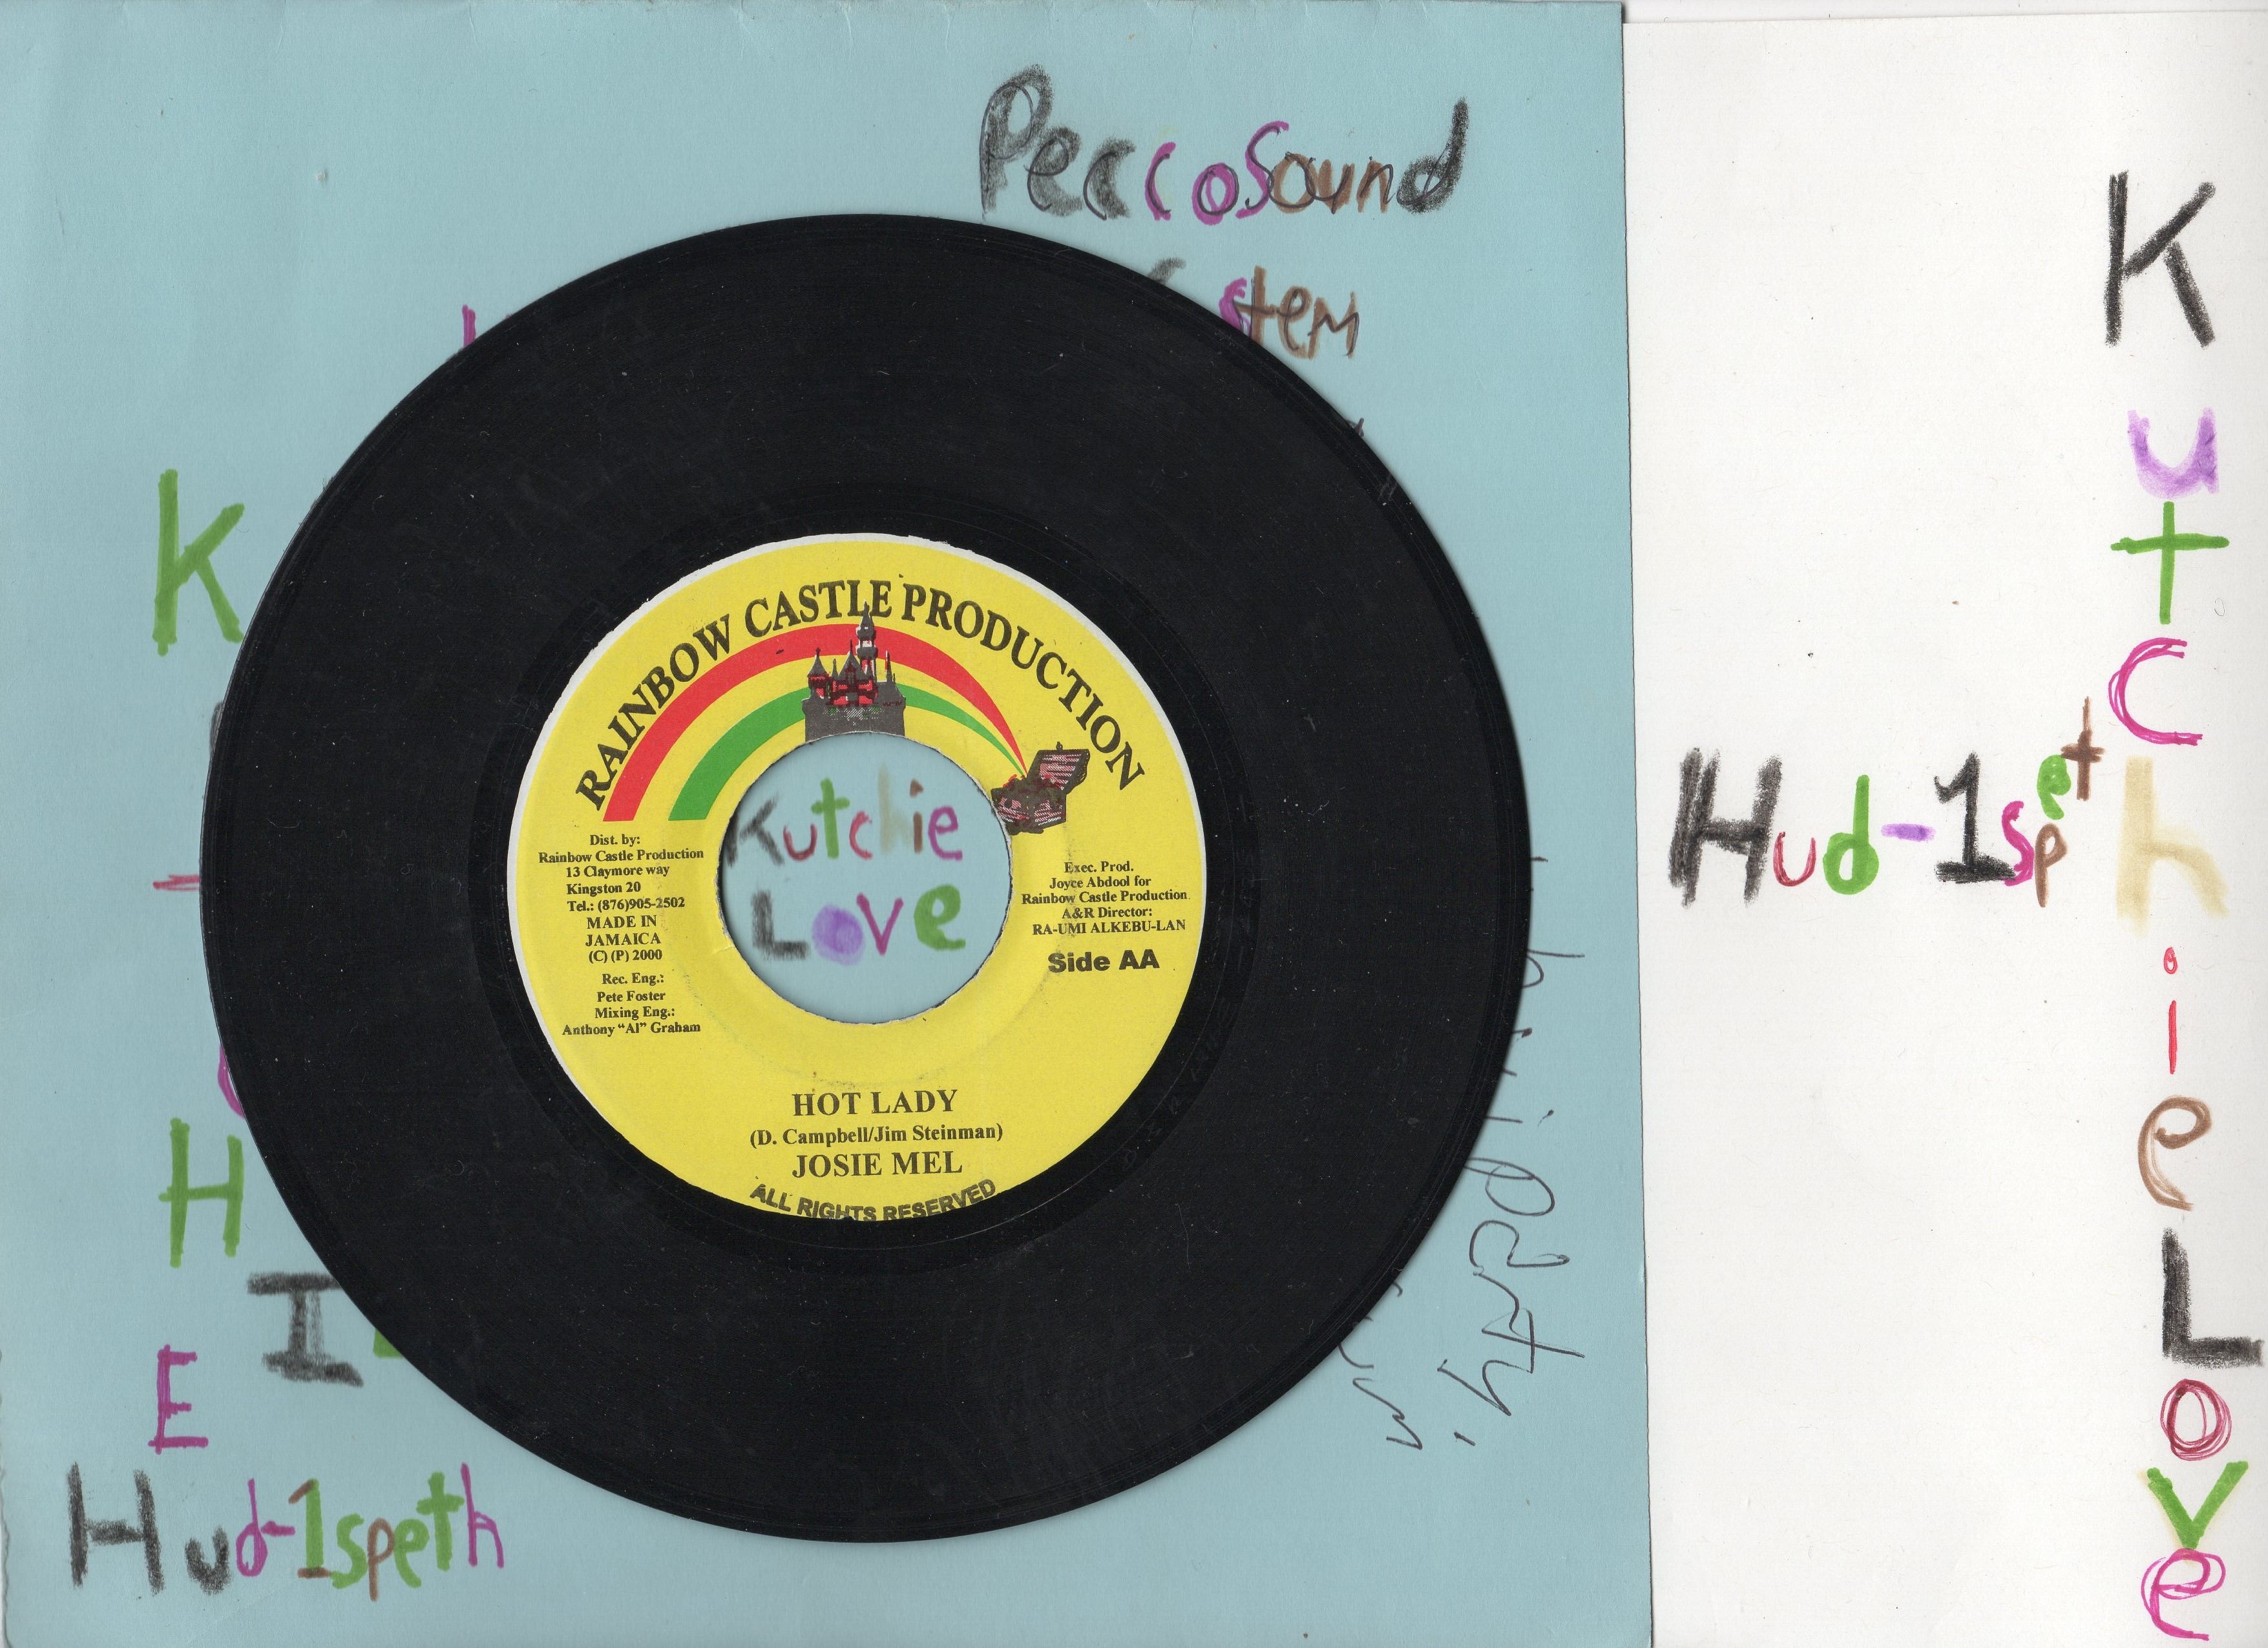 PeccoSound
stem
K
RAINBOW CASTLE PRODUCTION
Kutchie
Love
Dist. by:
Rainbow Castle Production
13 Claymore way
Kingston 20
Tel.: (876)905-2502
MADE IN
JAMAICA
(C) (P) 2000
Rec. Eng.:
Pete Foster
Mixing Eng.:
Anthony “Al” Graham
Exec. Prod.
Joyce Abdool for
Rainbow Castle Production
A&R Director:
RA-UMI ALKEBU-LAN
Side AA
HOT LADY
(D. Campbell/Jim Steinman)
JOSIE MEL
ALL RIGHTS RESERVED
H
I
E
Hud-1speth
Hud-1spet
KutchieLove